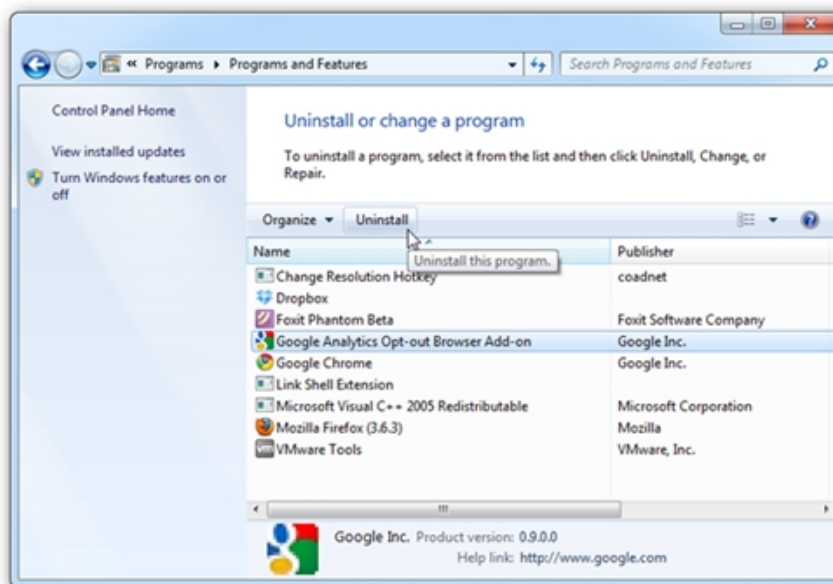 « Programs ▸ Programs and Features
Search Programs and Features
Control Panel Home
View installed updates
Turn Windows features on or
off
Uninstall or change a program
To uninstall a program, select it from the list and then click Uninstall, Change, or
Repair.
Organize Uninstall
Name Publisher
Uninstall this program.
Change Resolution Hotkey coadnet
Dropbox
Foxit Phantom Beta Foxit Software Company
Google Analytics Opt-out Browser Add-on Google Inc.
Google Chrome Google Inc.
Link Shell Extension
Microsoft Visual C++ 2005 Redistributable Microsoft Corporation
Mozilla Firefox (3.6.3) Mozilla
VMware Tools VMware, Inc.
Google Inc. Product version: 0.9.0.0
Help link: http://www.google.com